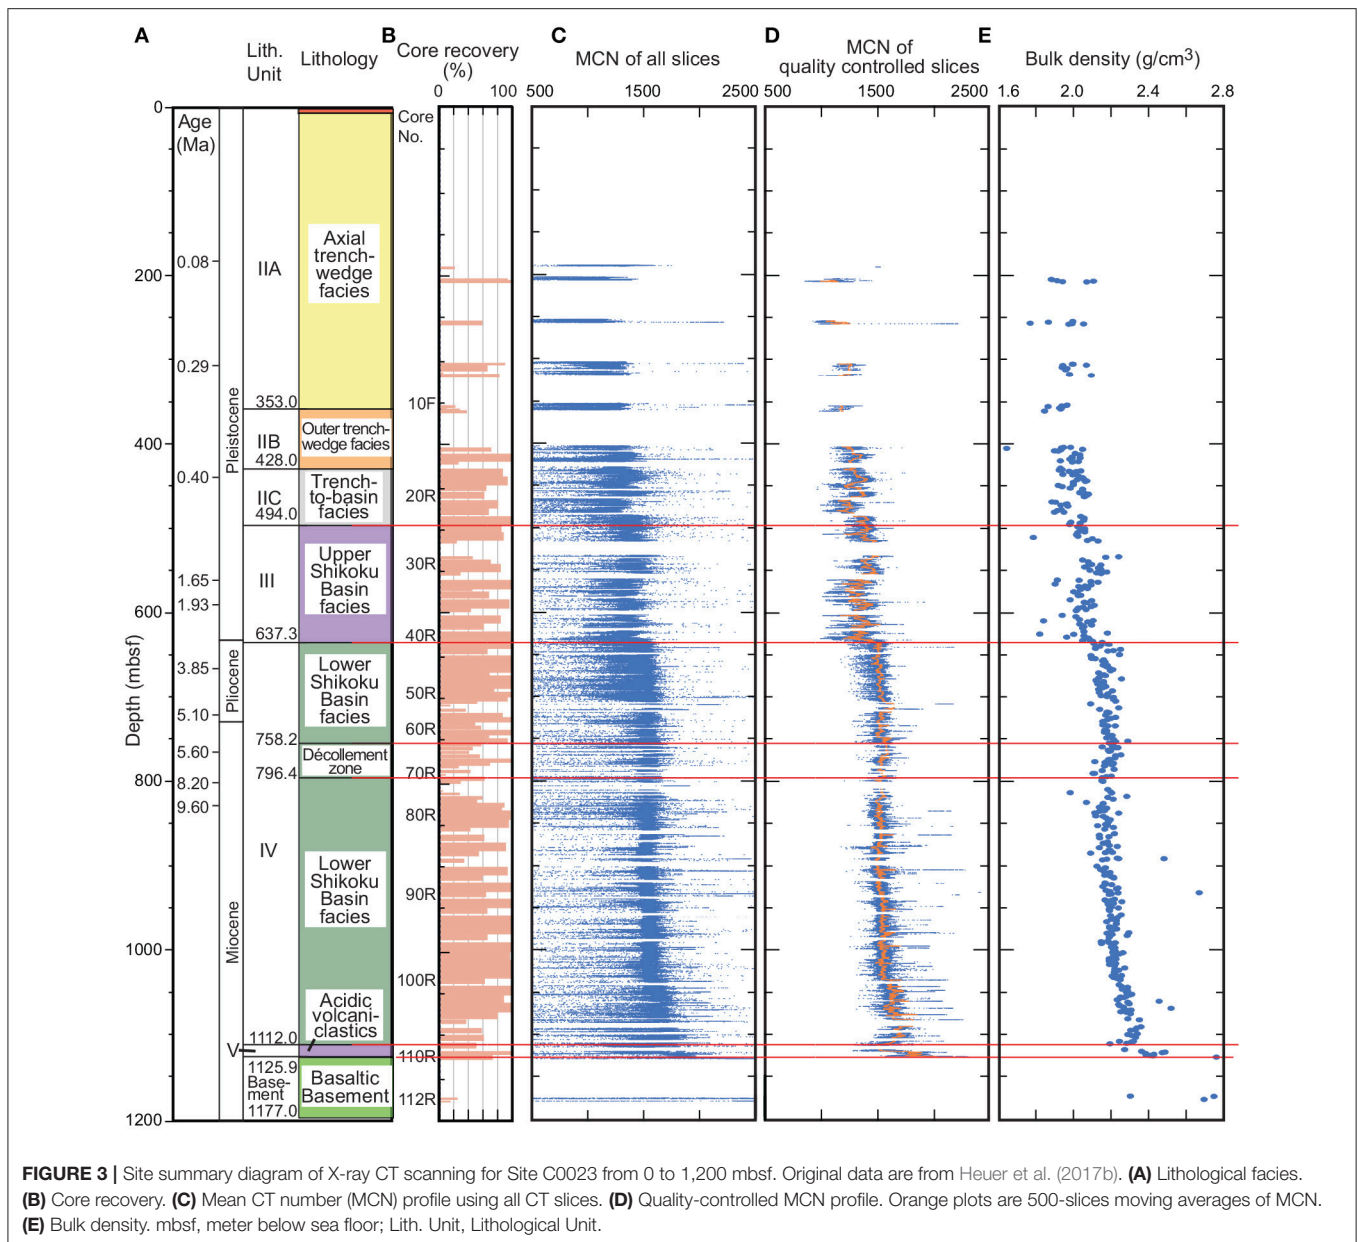 A
B
C
D
E
Lith.
Unit
Lithology
Core recovery
(%)
MCN of all slices
MCN of
quality controlled slices
Bulk density (g/cm³)
0
100
500
1500
2500
500
1500
2500
1.6
2.0
2.4
2.8
Depth (mbsf)
0
200
400
600
800
1000
1200
Age
(Ma)
0.08
0.29
0.40
1.65
1.93
3.85
5.10
5.60
8.20
9.60
Pleistocene
Pliocene
Miocene
IIA
353.0
IIB
428.0
IIC
494.0
III
637.3
758.2
796.4
IV
1112.0
V
1125.9
Base-
ment
1177.0
Axial
trench-
wedge
facies
Outer trench-
wedge facies
Trench-
to-basin
facies
Upper
Shikoku
Basin
facies
Lower
Shikoku
Basin
facies
Décollement
zone
Lower
Shikoku
Basin
facies
Acidic
volcani-
clastics
Basaltic
Basement
Core
No.
10F
20R
30R
40R
50R
60R
70R
80R
90R
100R
110R
112R
FIGURE 3 | Site summary diagram of X-ray CT scanning for Site C0023 from 0 to 1,200 mbsf. Original data are from Heuer et al. (2017b). (A) Lithological facies.
(B) Core recovery. (C) Mean CT number (MCN) profile using all CT slices. (D) Quality-controlled MCN profile. Orange plots are 500-slices moving averages of MCN.
(E) Bulk density. mbsf, meter below sea floor; Lith. Unit, Lithological Unit.